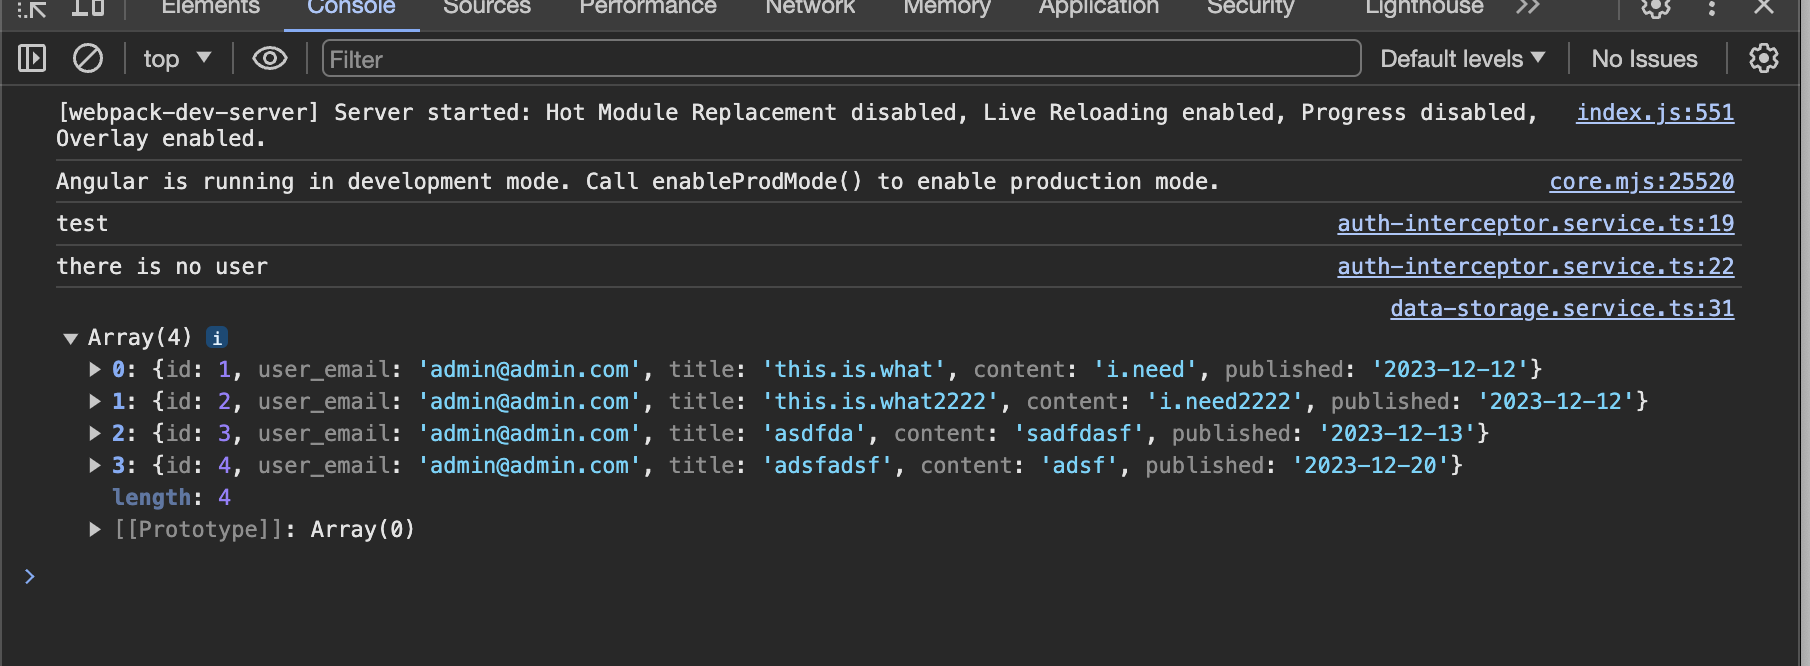 Elements Console Sources Performance Network Memory Application Security Lighthouse
top Filter Default levels No Issues
[webpack-dev-server] Server started: Hot Module Replacement disabled, Live Reloading enabled, Progress disabled, index.js:551
Overlay enabled.
Angular is running in development mode. Call enableProdMode() to enable production mode. core.mjs:25520
test auth-interceptor.service.ts:19
there is no user auth-interceptor.service.ts:22
data-storage.service.ts:31
Array(4) i
0: {id: 1, user_email: 'admin@admin.com', title: 'this.is.what', content: 'i.need', published: '2023-12-12'}
1: {id: 2, user_email: 'admin@admin.com', title: 'this.is.what2222', content: 'i.need2222', published: '2023-12-12'}
2: {id: 3, user_email: 'admin@admin.com', title: 'asdfda', content: 'sadfdasf', published: '2023-12-13'}
3: {id: 4, user_email: 'admin@admin.com', title: 'adsfadsf', content: 'adsf', published: '2023-12-20'}
length: 4
[[Prototype]]: Array(0)